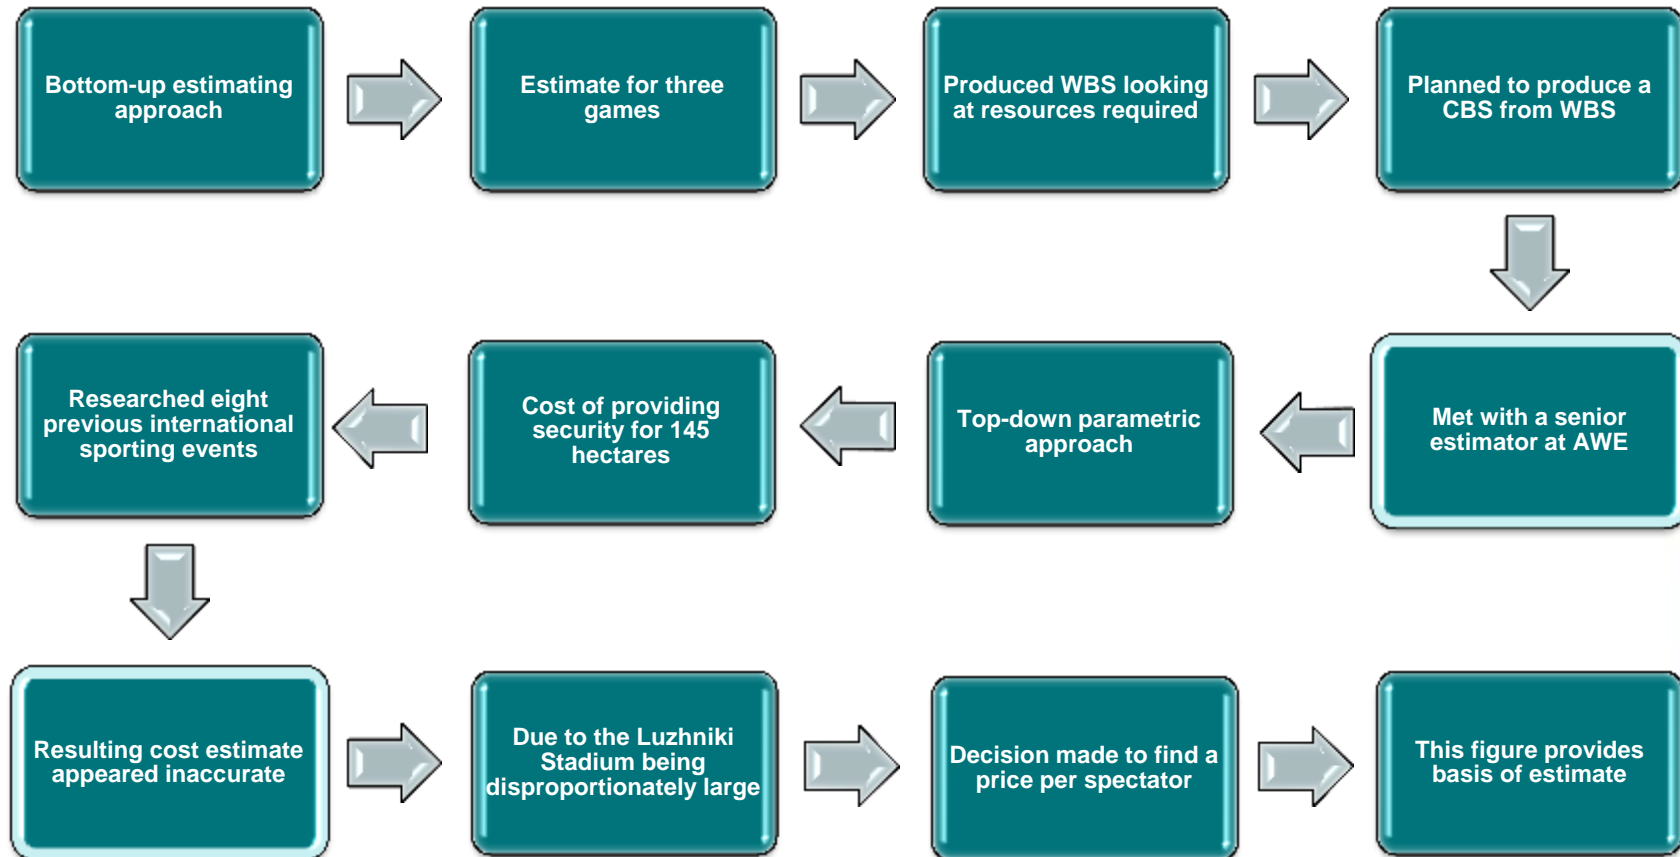 Bottom-up estimating
approach
Estimate for three
games
Produced WBS looking
at resources required
Planned to produce a
CBS from WBS
Met with a senior
estimator at AWE
Top-down parametric
approach
Cost of providing
security for 145
hectares
Researched eight
previous international
sporting events
Resulting cost estimate
appeared inaccurate
Due to the Luzhniki
Stadium being
disproportionately large
Decision made to find a
price per spectator
This figure provides
basis of estimate